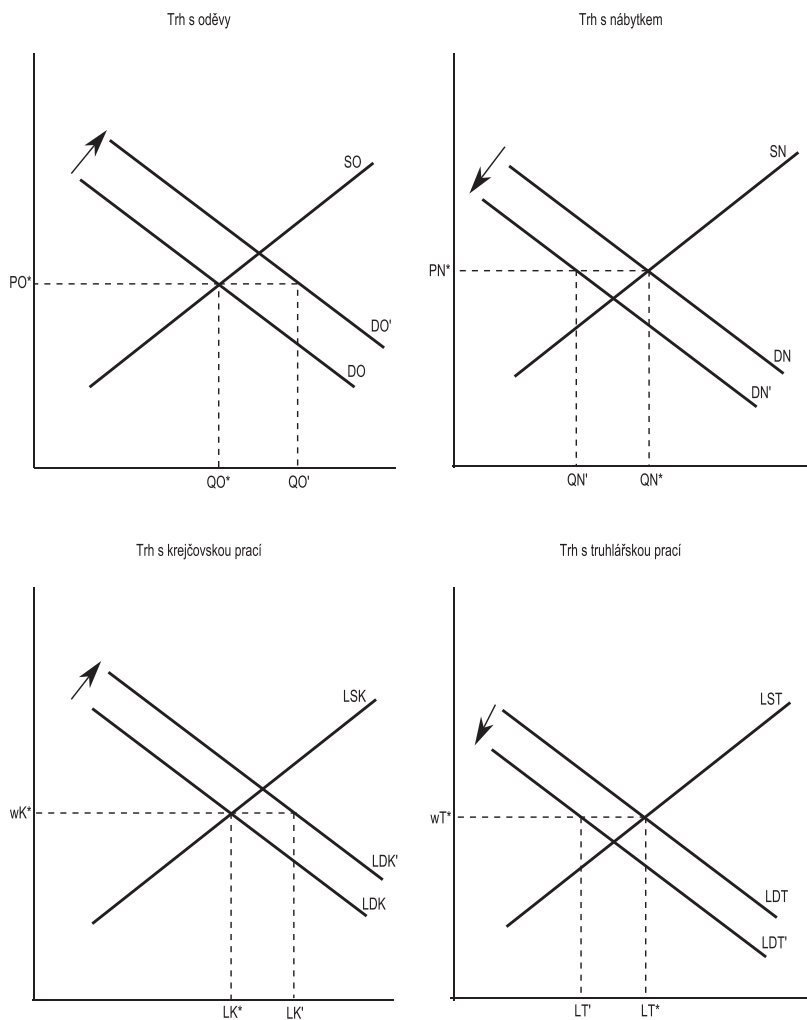 Trh s oděvy
SO
PO*
DO'
DO
QO*
QO'
Trh s nábytkem
SN
PN*
DN
DN'
QN'
QN*
Trh s krejčovskou prací
LSK
wK*
LDK'
LDK
LK*
LK'
Trh s truhlářskou prací
LST
wT*
LDT
LDT'
LT'
LT*